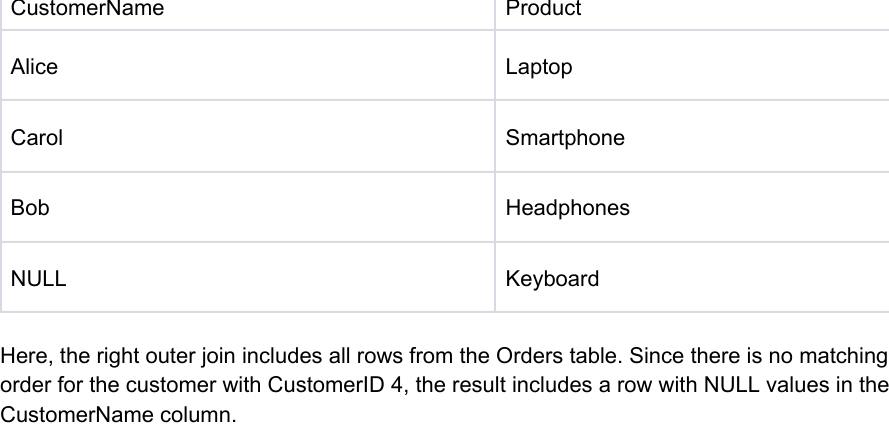 CustomerName Product
Alice Laptop
Carol Smartphone
Bob Headphones
NULL Keyboard
Here, the right outer join includes all rows from the Orders table. Since there is no matching
order for the customer with CustomerID 4, the result includes a row with NULL values in the
CustomerName column.